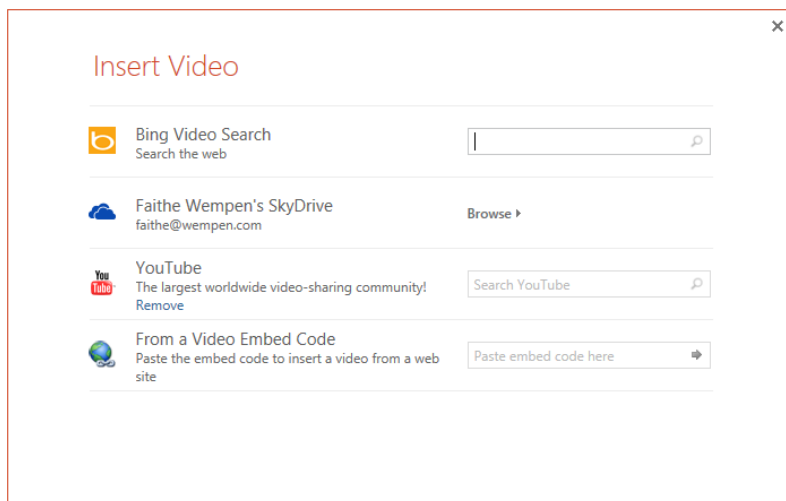 Insert Video
Bing Video Search
Search the web
Faithe Wempen's SkyDrive
faithe@wempen.com
Browse
YouTube
The largest worldwide video-sharing community!
Remove
Search YouTube
You
Tube
From a Video Embed Code
Paste the embed code to insert a video from a web
site
Paste embed code here